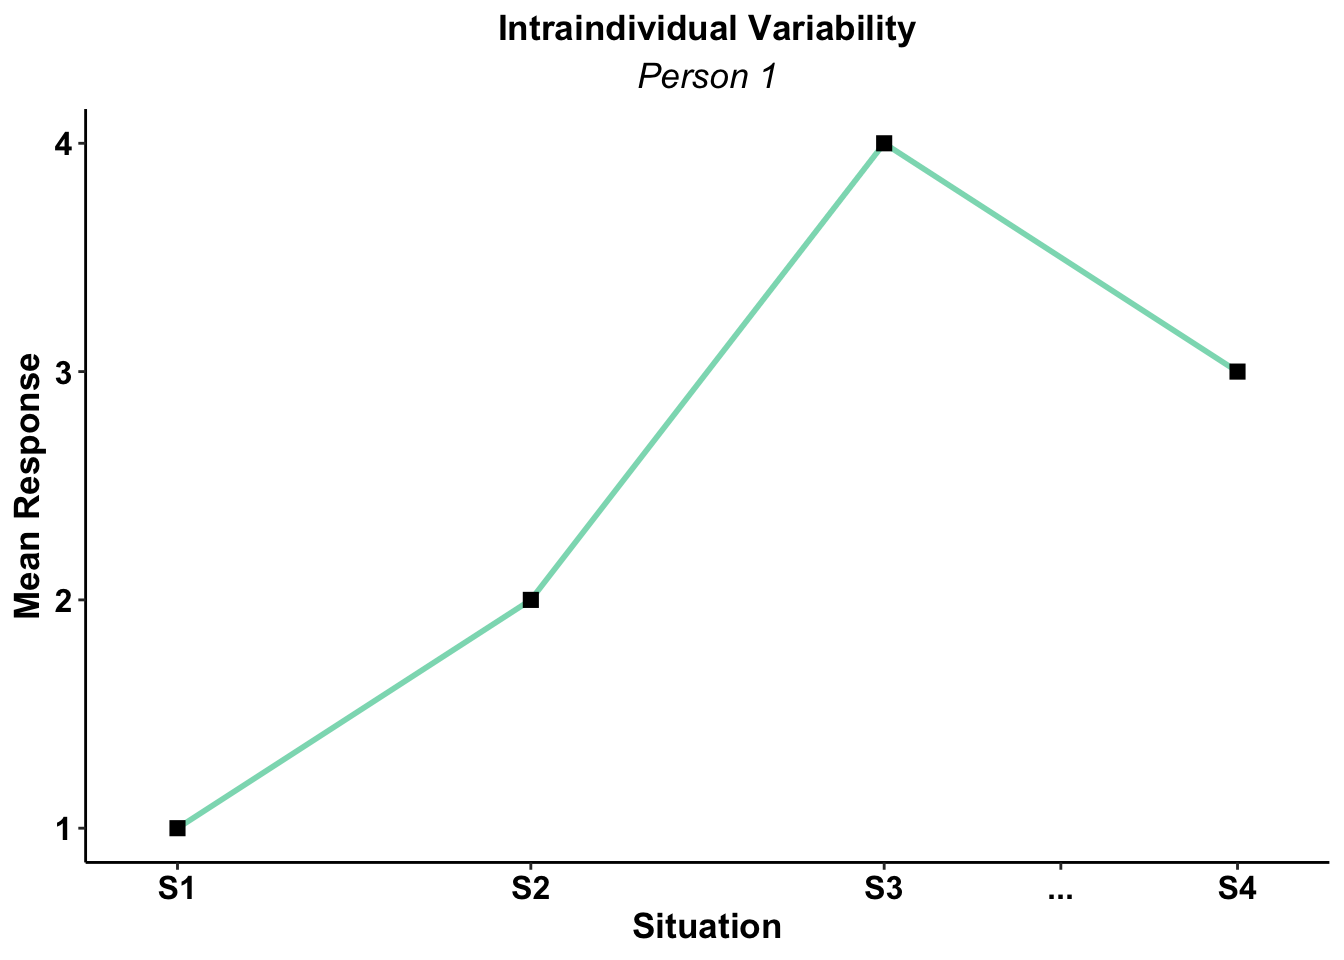 Intraindividual Variability
Person 1
Mean Response
4
3
2
1
S1 S2 S3 ... S4
Situation